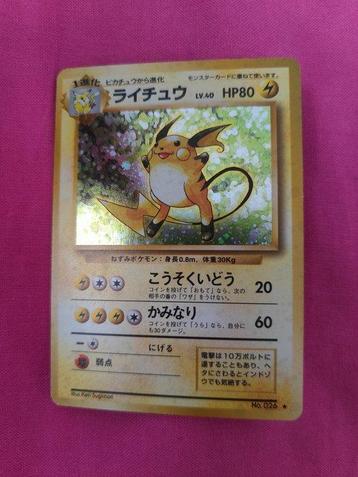 1進化 ピカチュウから進化 モンスターカードに重ねて使います。
ライチュウ LV.40 HP80
ねずみポケモン:身長0.8m、体重30Kg
こうそくいどう 20
コインを投げて「おもて」なら、次の
相手の番の「ワザ」をうけない。
かみなり 60
コインを投げて「うら」なら、自分に
も30ダメージ。
にげる
弱点
電撃は10万ボルトに
達することもあり、
ヘタにさわるとインドゾ
ウでも気絶する。
Illus. Ken Sugimori
No. 026 ★